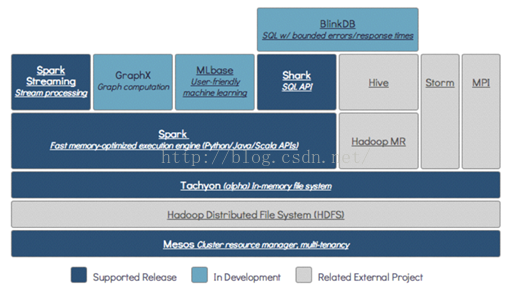 BlinkDB
SQL w/ bounded errors/response times
Spark
Streaming
Stream processing
GraphX
Graph computation
MLbase
User-friendly
machine learning
Shark
SQL API
Hive
Storm
MPI
Spark
Fast memory-optimized execution engine (Python/Java/Scala APIs)
Hadoop MR
http://blog.csdn.net/
Tachyon (alpha) In-memory file system
Hadoop Distributed File System (HDFS)
Mesos Cluster resource manager, multi-tenancy
Supported Release
In Development
Related External Project